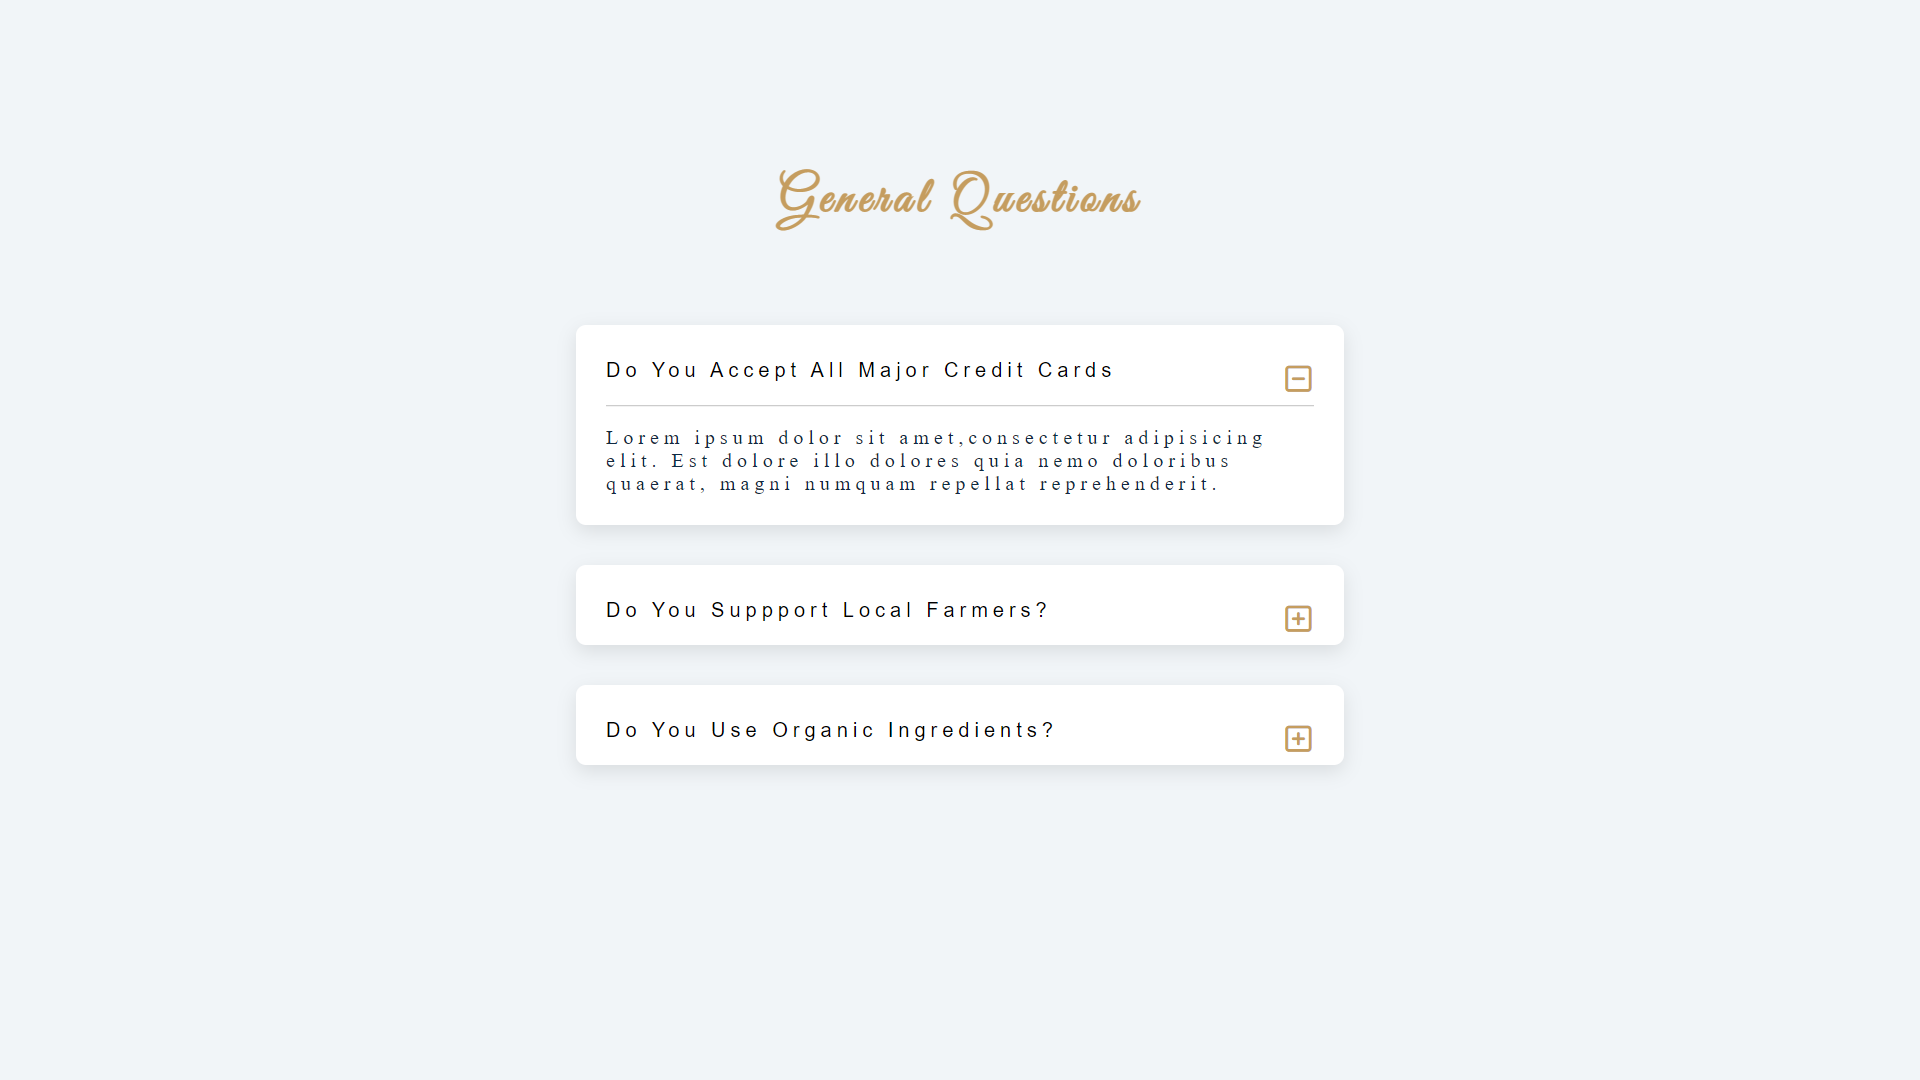 General Questions
Do You Accept All Major Credit Cards
Lorem ipsum dolor sit amet,consectetur adipisicing
elit. Est dolore illo dolores quia nemo doloribus
quaerat, magni numquam repellat reprehenderit.
Do You Suppport Local Farmers?
Do You Use Organic Ingredients?